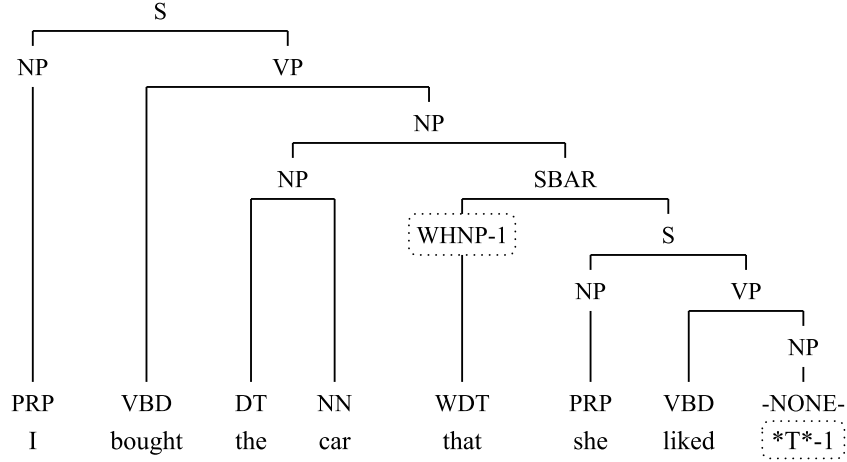 S
NP VP
NP
NP SBAR
WHNP-1 S
NP VP
NP
PRP VBD DT NN WDT PRP VBD -NONE-
I bought the car that she liked *T*-1